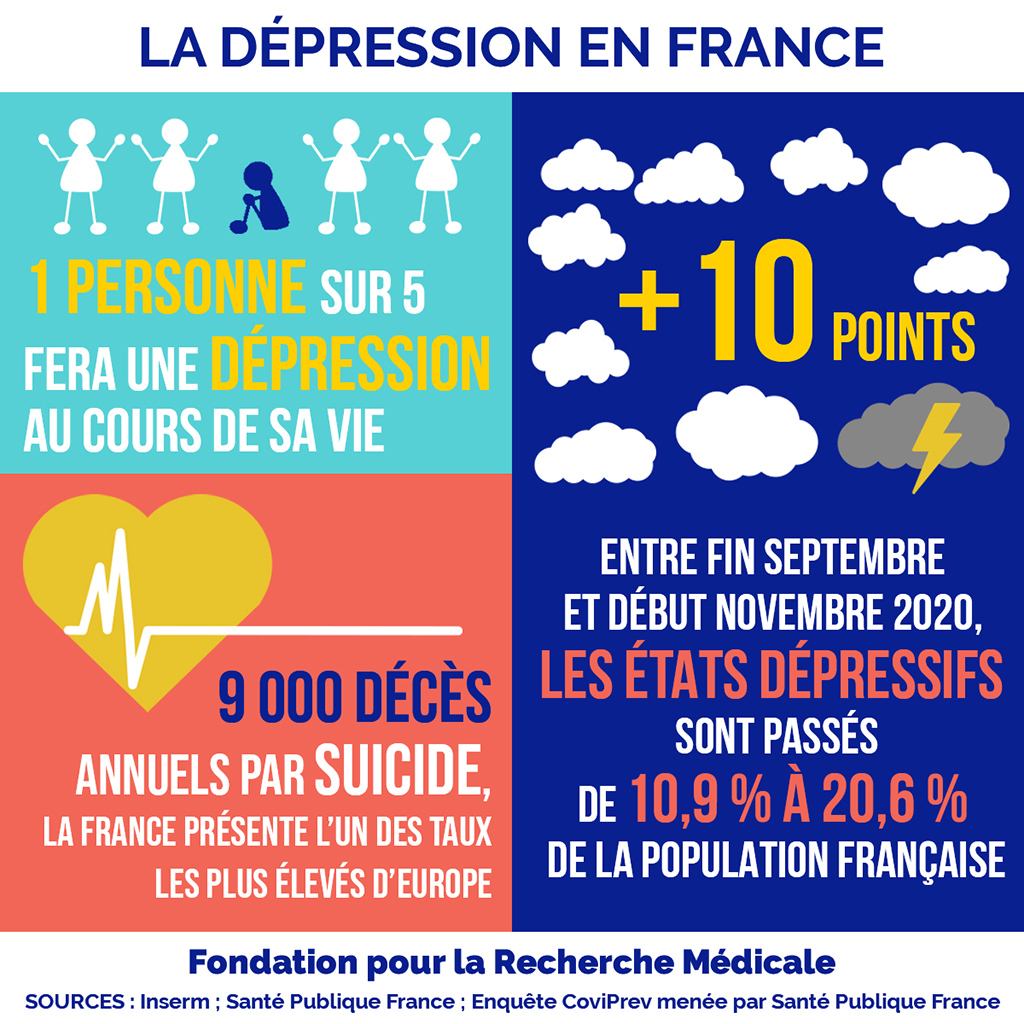 LA DÉPRESSION EN FRANCE
1 PERSONNE SUR 5
FERA UNE DÉPRESSION
AU COURS DE SA VIE
9 000 DÉCÈS
ANNUELS PAR SUICIDE,
LA FRANCE PRÉSENTE L'UN DES TAUX
LES PLUS ÉLEVÉS D'EUROPE
+ 10 POINTS
ENTRE FIN SEPTEMBRE
ET DÉBUT NOVEMBRE 2020,
LES ÉTATS DÉPRESSIFS
SONT PASSÉS
DE 10,9 % À 20,6 %
DE LA POPULATION FRANÇAISE
Fondation pour la Recherche Médicale
SOURCES : Inserm ; Santé Publique France ; Enquête CoviPrev menée par Santé Publique France